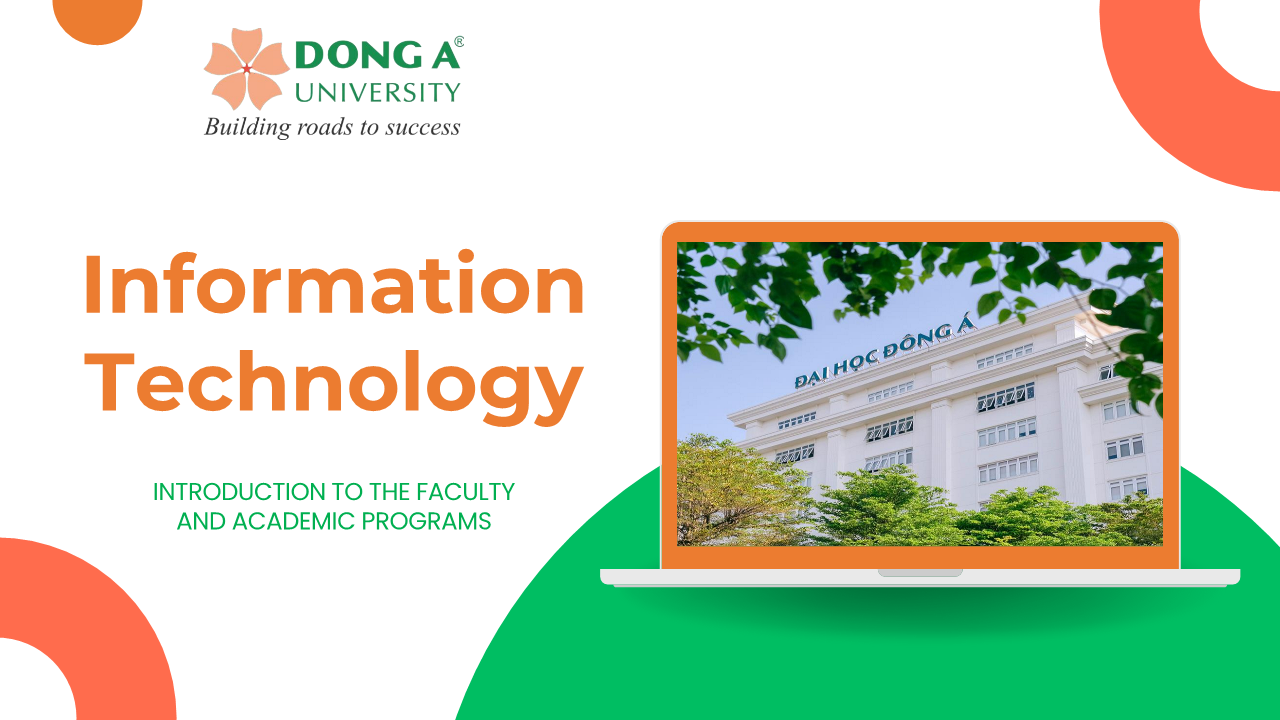 DONG A®
UNIVERSITY
Building roads to success
Information
Technology
INTRODUCTION TO THE FACULTY
AND ACADEMIC PROGRAMS
ĐẠI HỌC ĐÔNG Á